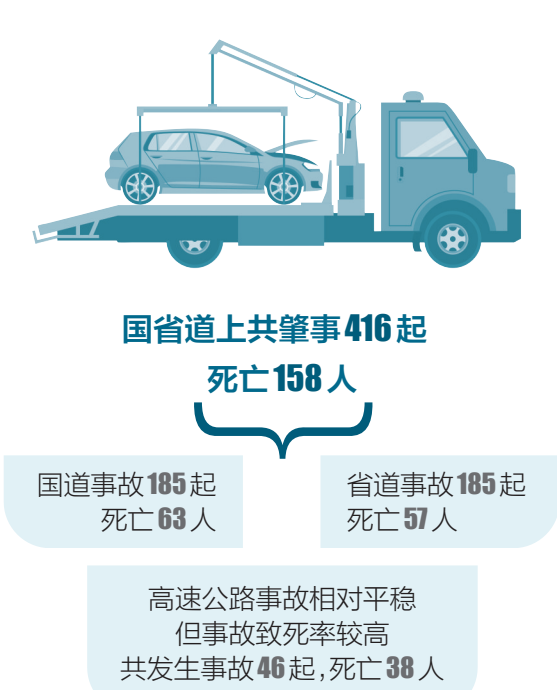 国省道上共肇事416起
死亡158人
国道事故185起
死亡63人
省道事故185起
死亡57人
高速公路事故相对平稳
但事故致死率较高
共发生事故46起,死亡38人